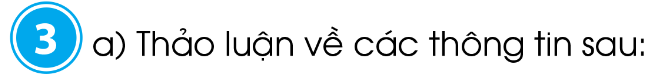 3 a) Thảo luận về các thông tin sau: